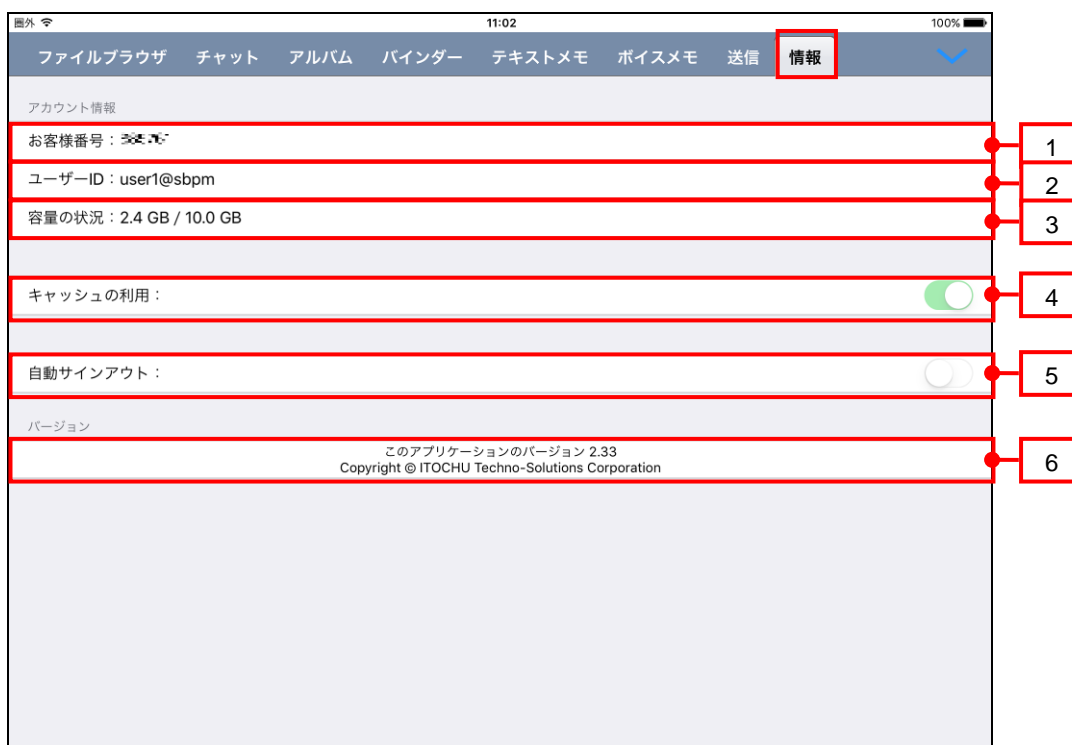 圏外 11:02 100%
ファイルブラウザ チャット アルバム バインダー テキストメモ ボイスメモ 送信 情報
アカウント情報
お客様番号： 1
ユーザーID：user1@sbpm 2
容量の状況：2.4 GB / 10.0 GB 3
キャッシュの利用： 4
自動サインアウト： 5
バージョン
このアプリケーションのバージョン 2.33
Copyright © ITOCHU Techno-Solutions Corporation
6